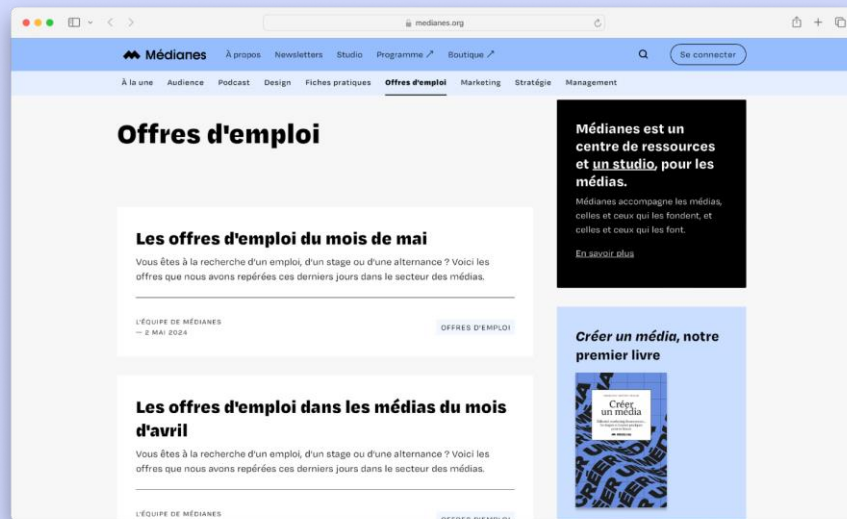 medianes.org
Médianes
À propos Newsletters Studio Programme ↗ Boutique ↗
Se connecter
À la une Audience Podcast Design Fiches pratiques Offres d'emploi Marketing Stratégie Management
Offres d'emploi
Les offres d'emploi du mois de mai
Vous êtes à la recherche d'un emploi, d'un stage ou d'une alternance ? Voici les
offres que nous avons repérées ces derniers jours dans le secteur des médias.
L'ÉQUIPE DE MÉDIANES
— 2 MAI 2024
OFFRES D'EMPLOI
Les offres d'emploi dans les médias du mois
d'avril
Vous êtes à la recherche d'un emploi, d'un stage ou d'une alternance ? Voici les
offres que nous avons repérées ces derniers jours dans le secteur des médias.
L'ÉQUIPE DE MÉDIANES
OFFRES D'EMPLOI
Médianes est un
centre de ressources
et un studio, pour les
médias.
Médianes accompagne les médias,
celles et ceux qui les fondent, et
celles et ceux qui les font.
En savoir plus
Créer un média, notre
premier livre
Créer
un média